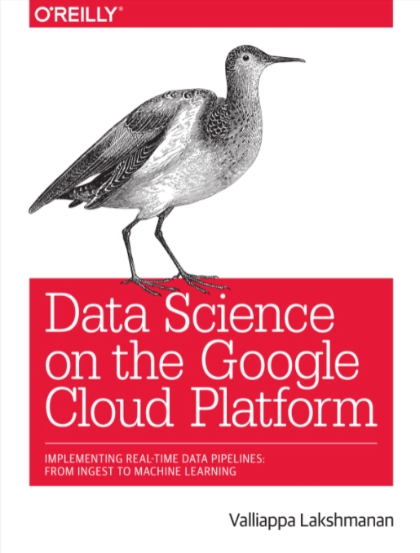 O'REILLY®
Data Science
on the Google
Cloud Platform
IMPLEMENTING REAL-TIME DATA PIPELINES:
FROM INGEST TO MACHINE LEARNING
Valliappa Lakshmanan